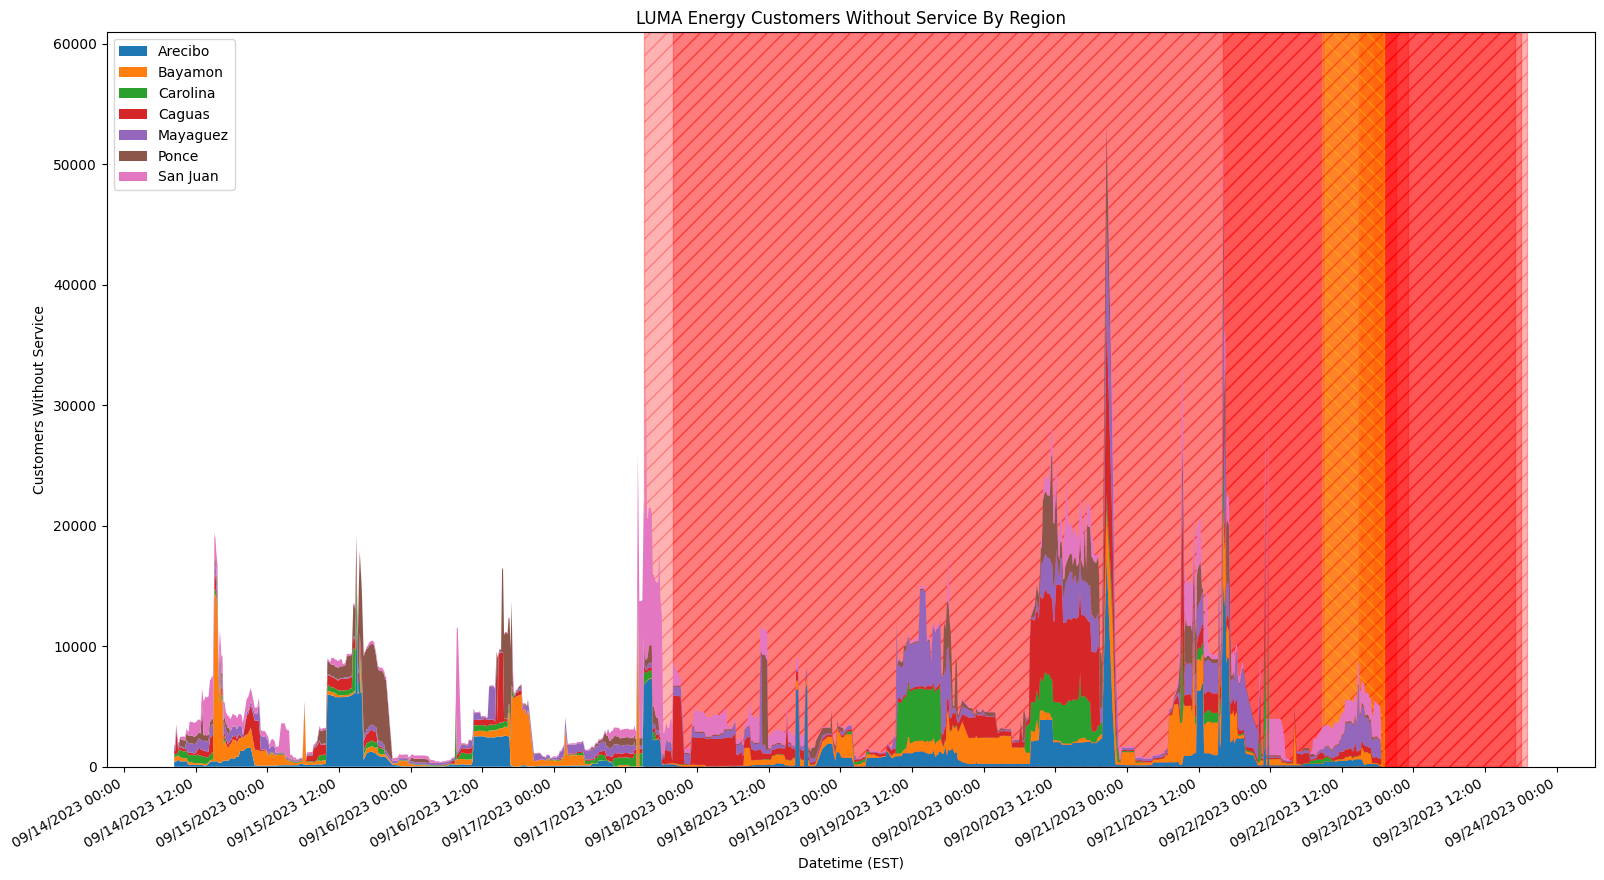 LUMA Energy Customers Without Service By Region
Arecibo
Bayamon
Carolina
Caguas
Mayaguez
Ponce
San Juan
60000
50000
40000
30000
20000
10000
0
Customers Without Service
09/14/2023 00:00
09/14/2023 12:00
09/15/2023 00:00
09/15/2023 12:00
09/16/2023 00:00
09/16/2023 12:00
09/17/2023 00:00
09/17/2023 12:00
09/18/2023 00:00
09/18/2023 12:00
09/19/2023 00:00
09/19/2023 12:00
09/20/2023 00:00
09/20/2023 12:00
09/21/2023 00:00
09/21/2023 12:00
09/22/2023 00:00
09/22/2023 12:00
09/23/2023 00:00
09/23/2023 12:00
09/24/2023 00:00
Datetime (EST)